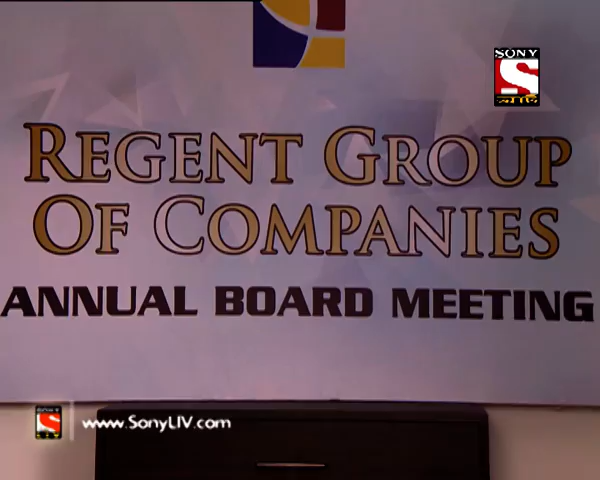 SONY
REGENT GROUP
OF COMPANIES
ANNUAL BOARD MEETING
www.SonyLIV.com